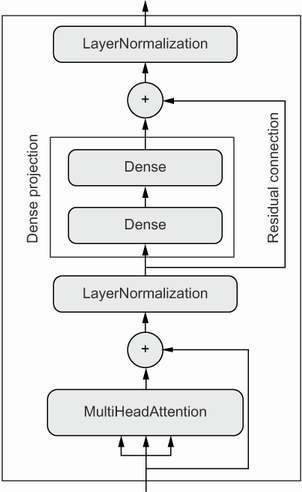 LayerNormalization
+
Dense projection
Dense
Dense
Residual connection
LayerNormalization
+
MultiHeadAttention